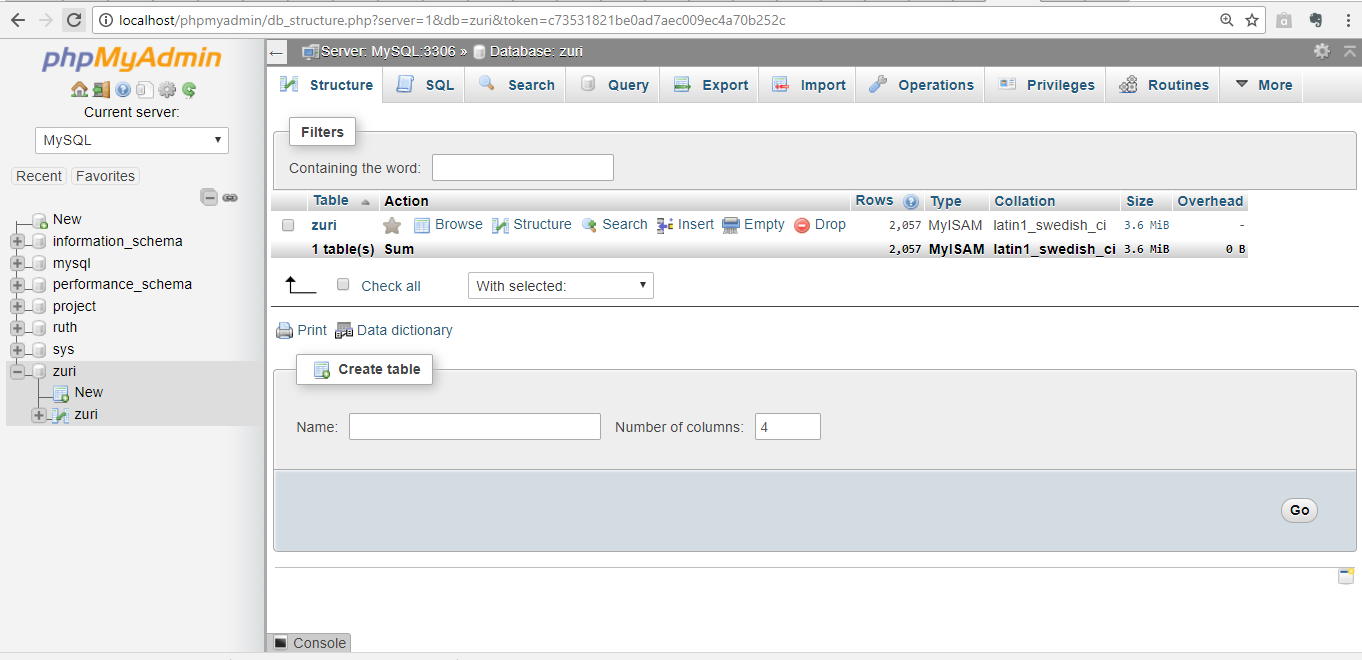 localhost/phpmyadmin/db_structure.php?server=1&db=zuri&token=c73531821be0ad7aec009ec4a70b252c
phpMyAdmin
Current server:
MySQL
Recent Favorites
New
information_schema
mysql
performance_schema
project
ruth
sys
zuri
New
zuri
Server: MySQL:3306 » Database: zuri
Structure SQL Search Query Export Import Operations Privileges Routines More
Filters
Containing the word:
Table Action Rows Type Collation Size Overhead
zuri Browse Structure Search Insert Empty Drop 2,057 MyISAM latin1_swedish_ci 3.6 MiB -
1 table(s) Sum 2,057 MyISAM latin1_swedish_ci 3.6 MiB 0 B
Check all With selected:
Print Data dictionary
Create table
Name: Number of columns: 4
Go
Console